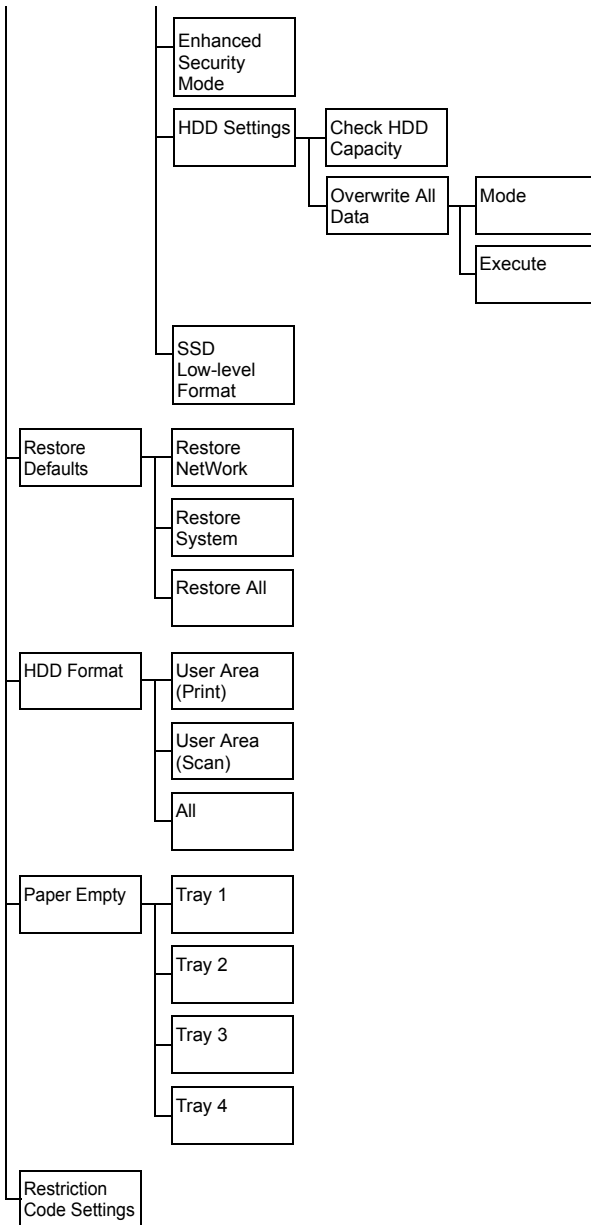 Enhanced
Security
Mode
HDD Settings
Check HDD
Capacity
Overwrite All
Data
Mode
Execute
SSD
Low-level
Format
Restore
Defaults
Restore
NetWork
Restore
System
Restore All
HDD Format
User Area
(Print)
User Area
(Scan)
All
Paper Empty
Tray 1
Tray 2
Tray 3
Tray 4
Restriction
Code Settings